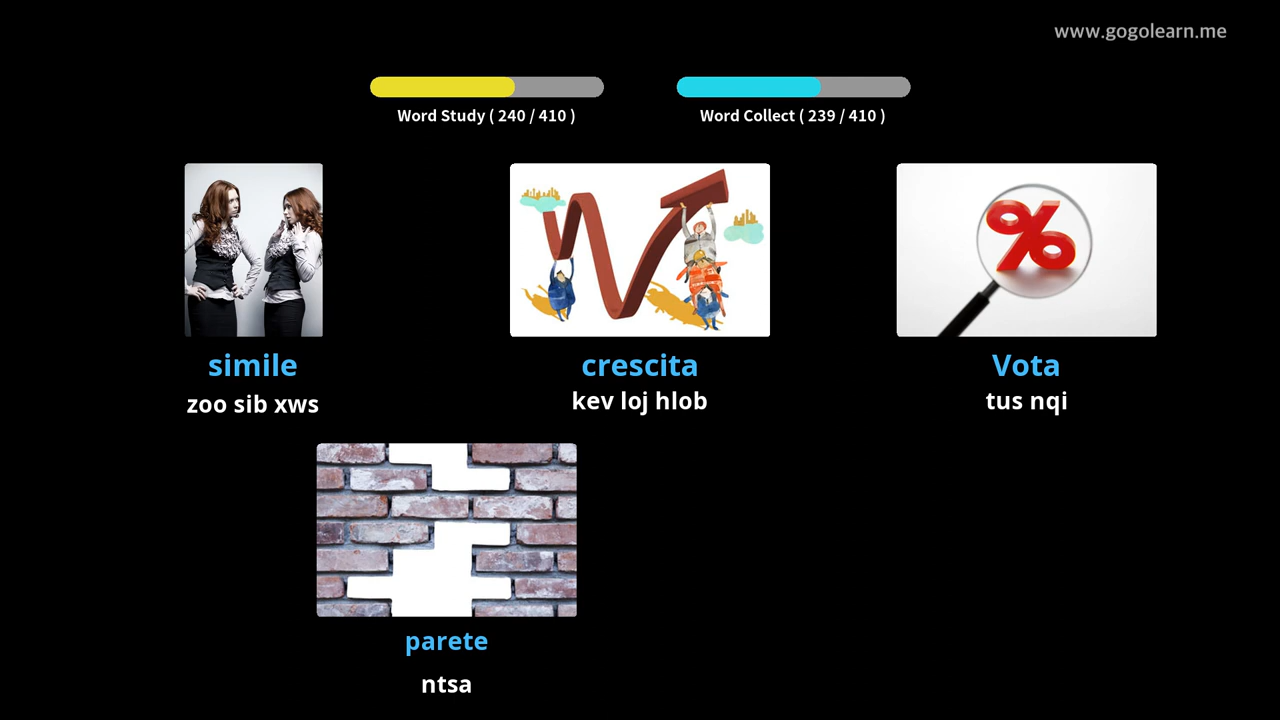 www.gogolearn.me
Word Study ( 240 / 410 )
Word Collect ( 239 / 410 )
simile
zoo sib xws
crescita
kev loj hlob
Vota
tus nqi
%
parete
ntsa